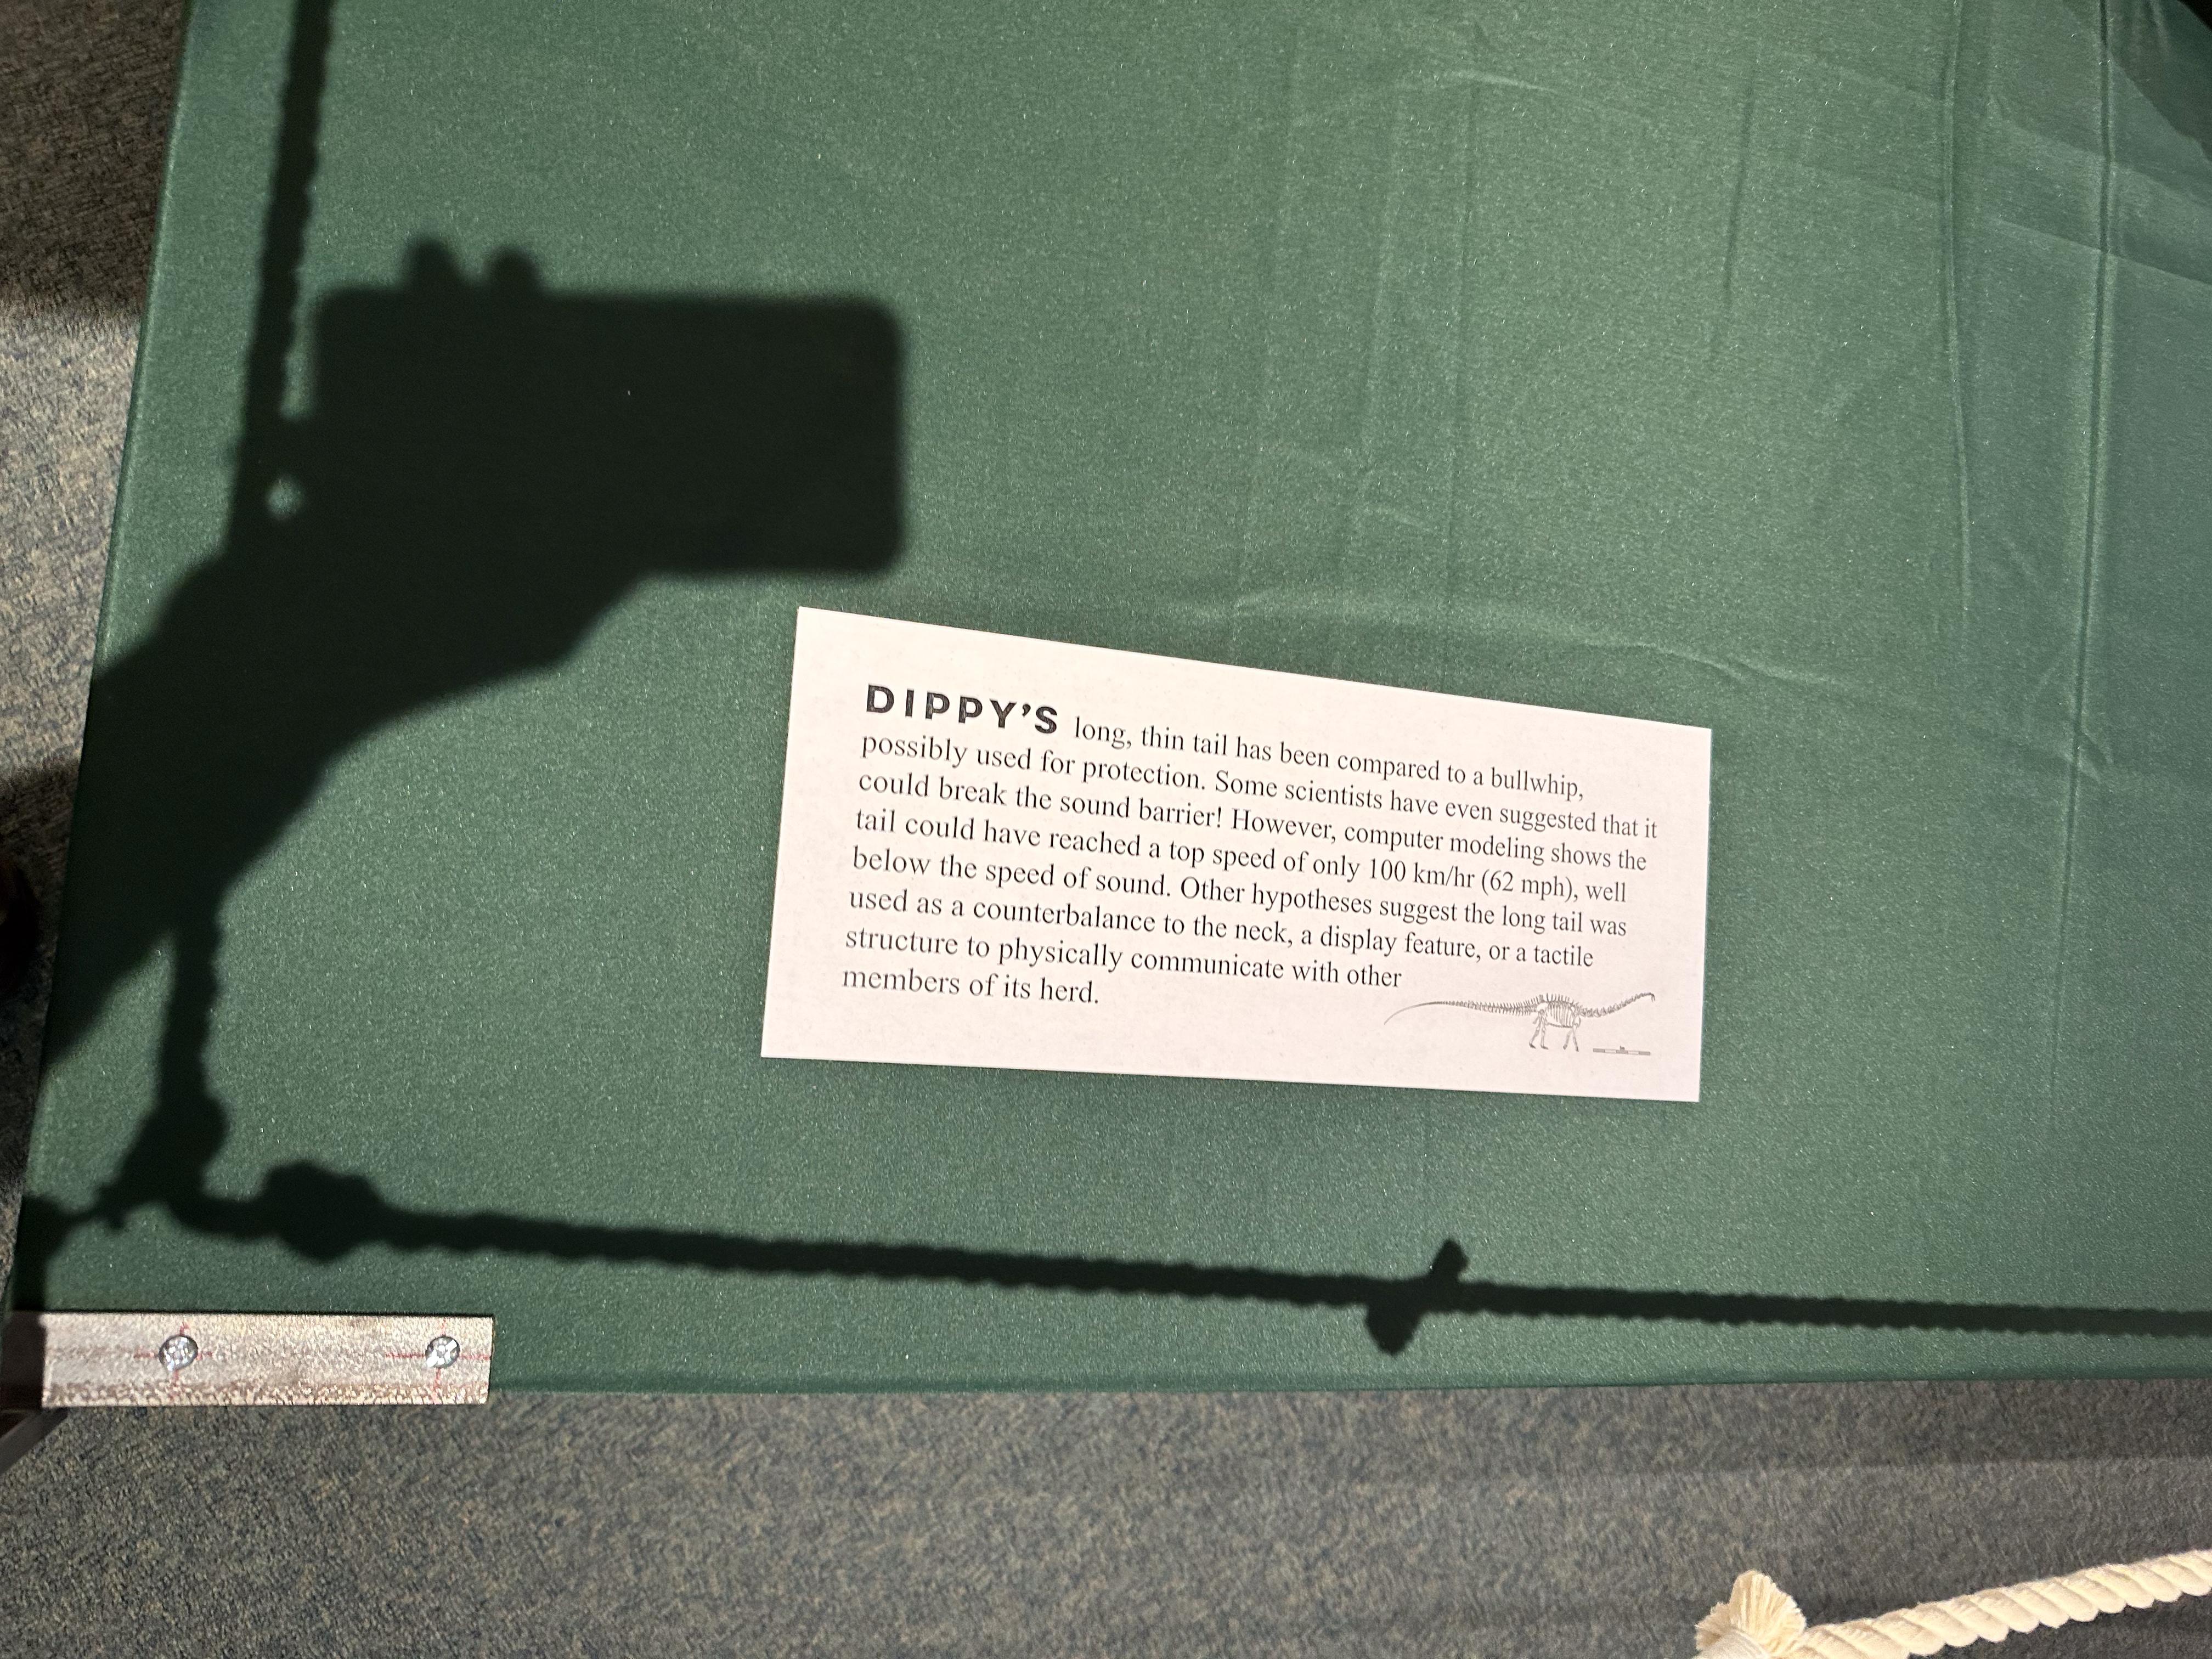 DIPPY'S long, thin tail has been compared to a bullwhip,
possibly used for protection. Some scientists have even suggested that it
could break the sound barrier! However, computer modeling shows the
tail could have reached a top speed of only 100 km/hr (62 mph), well
below the speed of sound. Other hypotheses suggest the long tail was
used as a counterbalance to the neck, a display feature, or a tactile
structure to physically communicate with other
members of its herd.